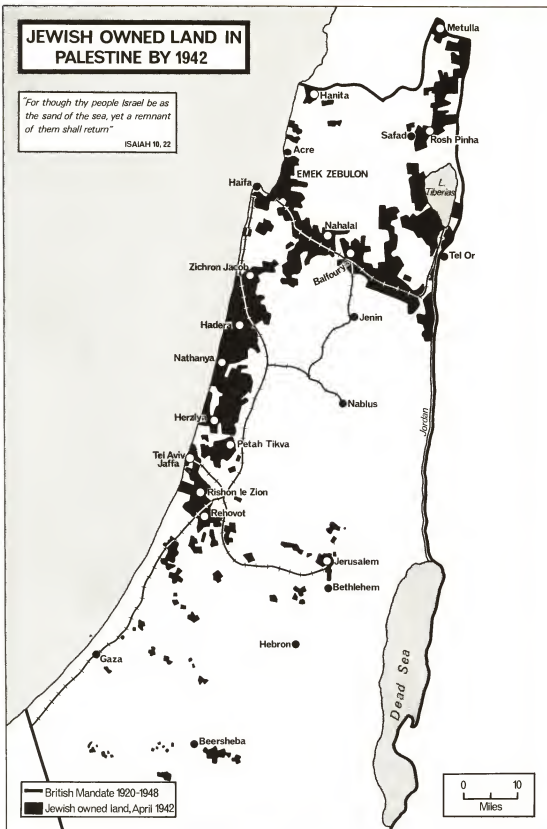 JEWISH OWNED LAND IN
PALESTINE BY 1942
"For though thy people Israel be as
the sand of the sea, yet a remnant
of them shall return"
ISAIAH 10, 22
Metulla
Hanita
Safad
Rosh Pinha
Acre
EMEK ZEBULON
L.
Tiberias
Haifa
Nahalal
Tel Or
Balfourya
Zichron Jacob
Jenin
Hadera
Nathanya
Nablus
Jordan
Herzlya
Petah Tikva
Tel Aviv
Jaffa
Rishon le Zion
Rehovot
Jerusalem
Bethlehem
Hebron
Gaza
Dead Sea
Beersheba
British Mandate 1920-1948
Jewish owned land, April 1942
0 10
Miles